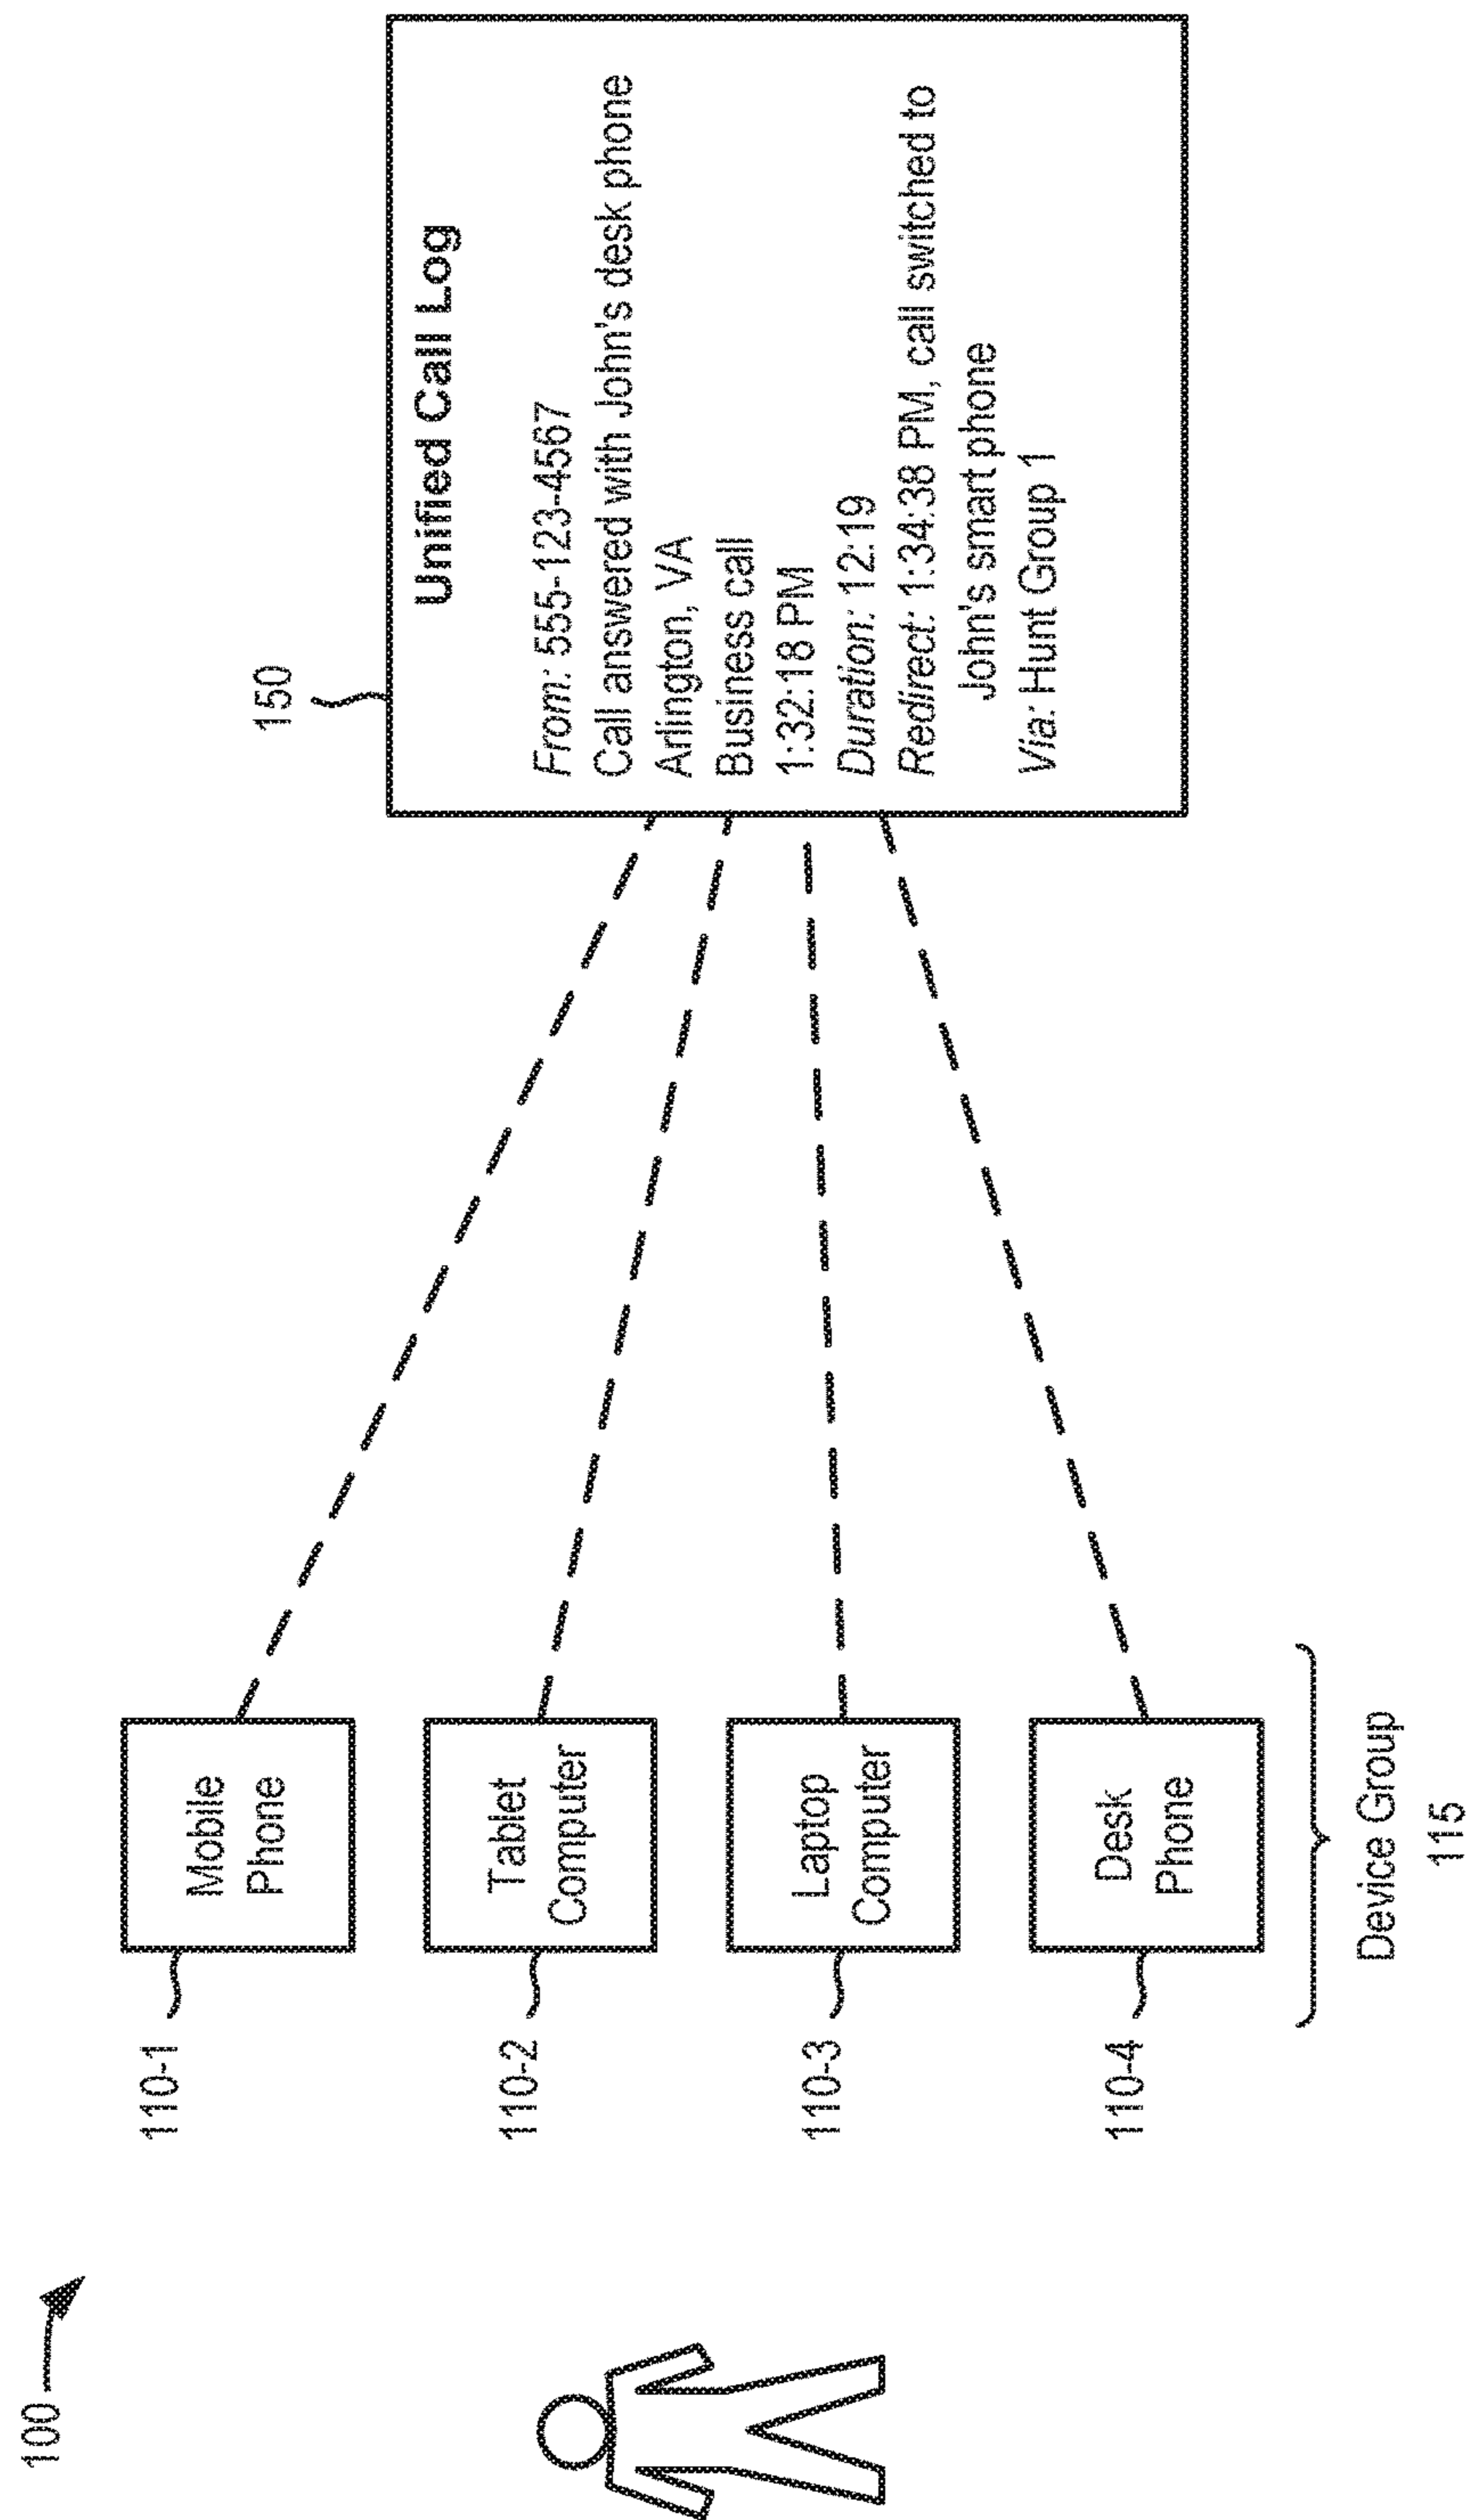 100
110-1
Mobile
Phone
110-2
Tablet
Computer
110-3
Laptop
Computer
110-4
Desk
Phone
Device Group
115
150
Unified Call Log
From: 555-123-4567
Call answered with John's desk phone
Arlington, VA
Business call
1:32:18 PM
Duration: 12:19
Redirect: 1:34:38 PM, call switched to
John's smart phone
Via: Hunt Group 1